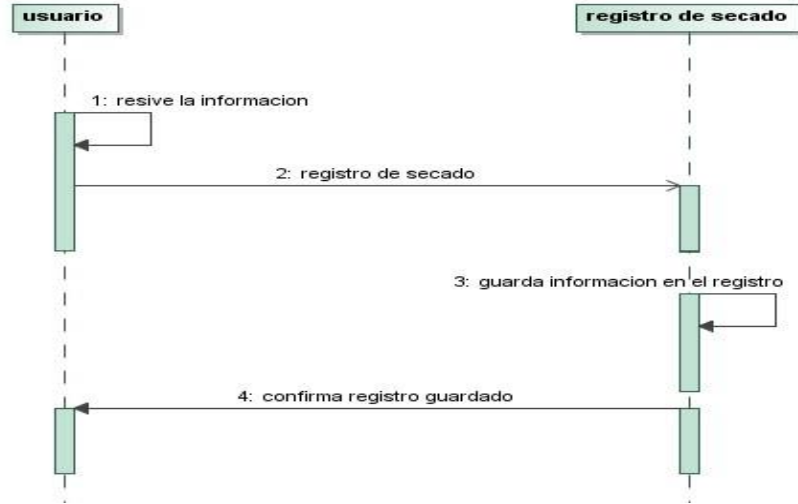 usuario
registro de secado
1: resive la informacion
2: registro de secado
3: guarda informacion en el registro
4: confirma registro guardado